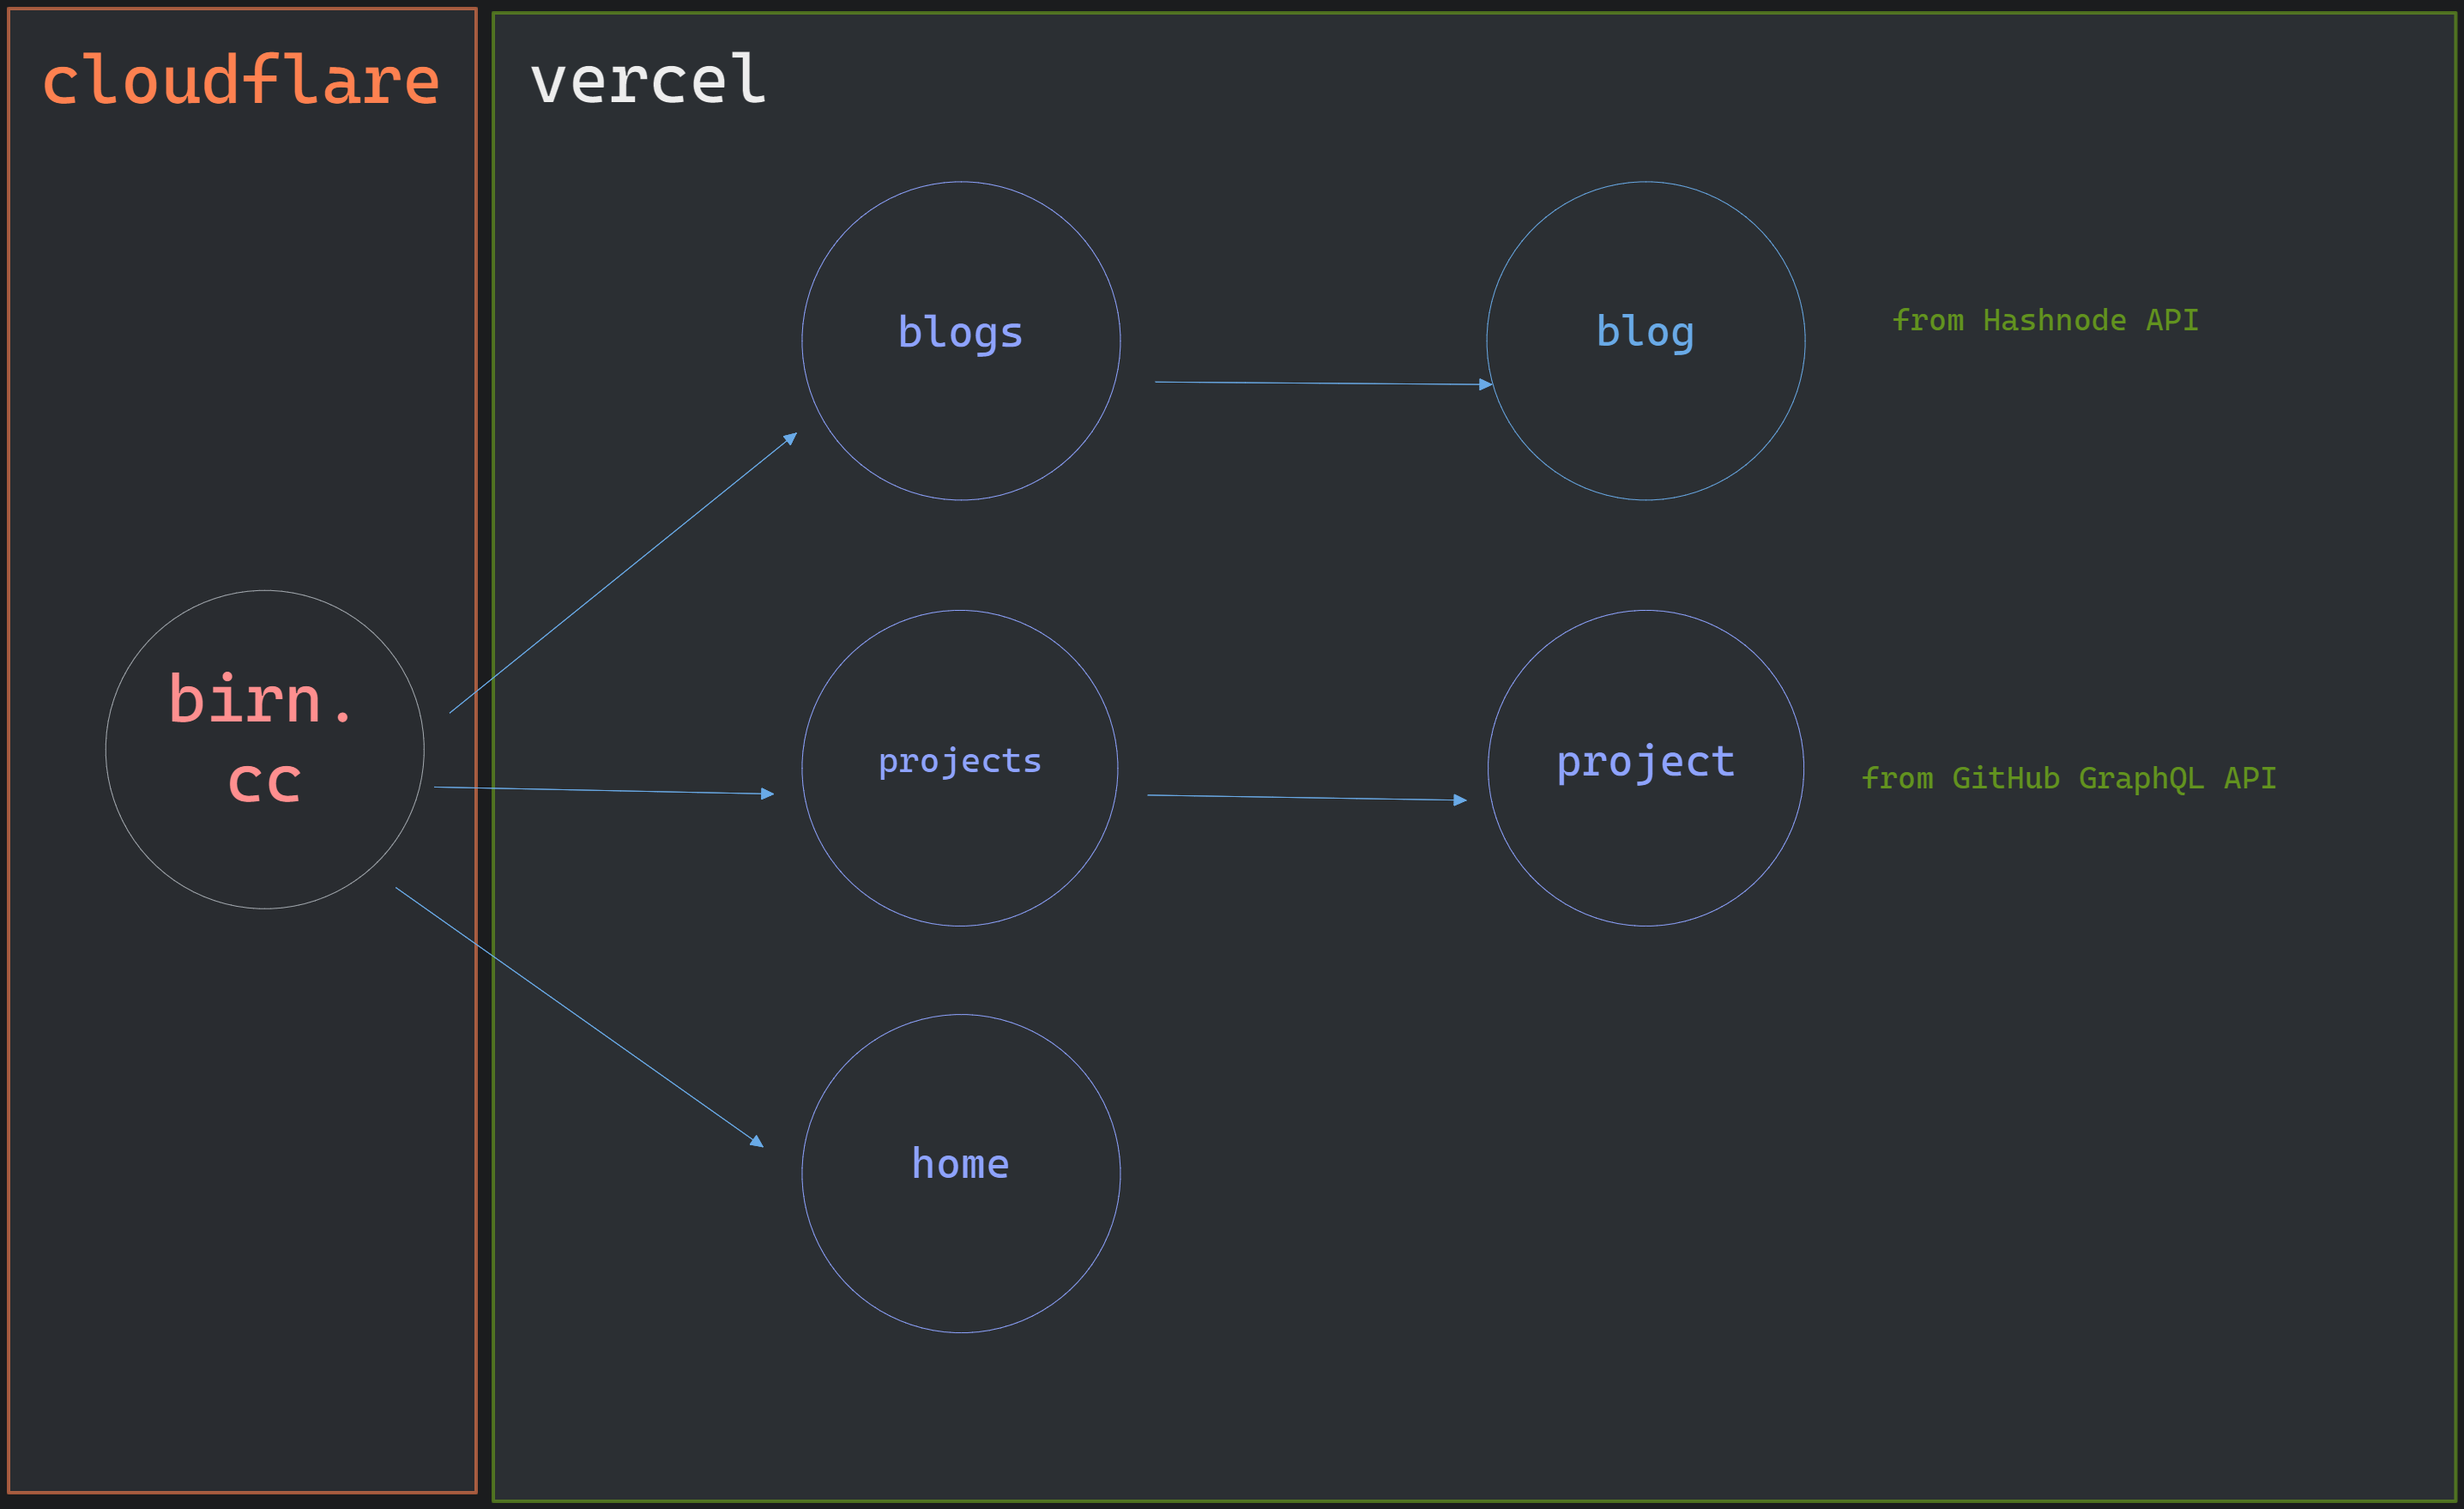 cloudflare
vercel
blogs
blog
from Hashnode API
birn.
cc
projects
project
from GitHub GraphQL API
home